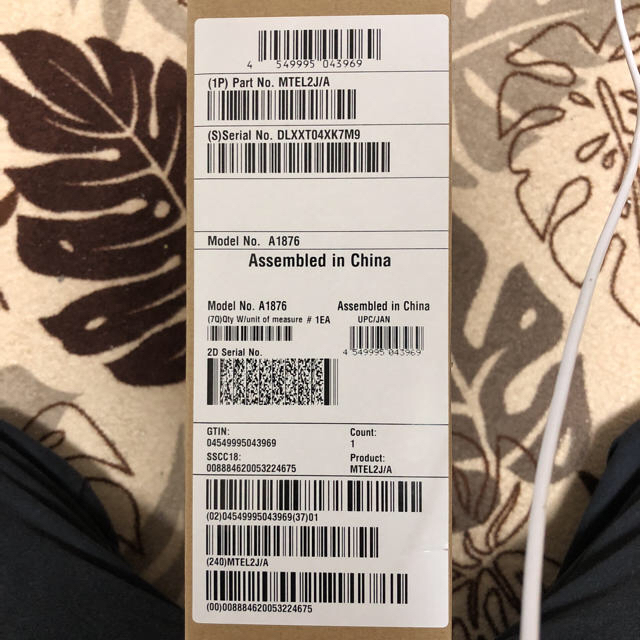 4 549995 043969
(1P) Part No. MTEL2J/A
(S)Serial No. DLXXT04XK7M9
Model No. A1876
Assembled in China
Model No. A1876 Assembled in China
(7Q)Qty W/unit of measure # 1EA UPC/JAN
4 549995 043969
2D Serial No.
GTIN: Count:
04549995043969 1
SSCC18: Product:
008884620053224675 MTEL2J/A
(02)04549995043969(37)01
(240)MTEL2J/A
(00)008884620053224675